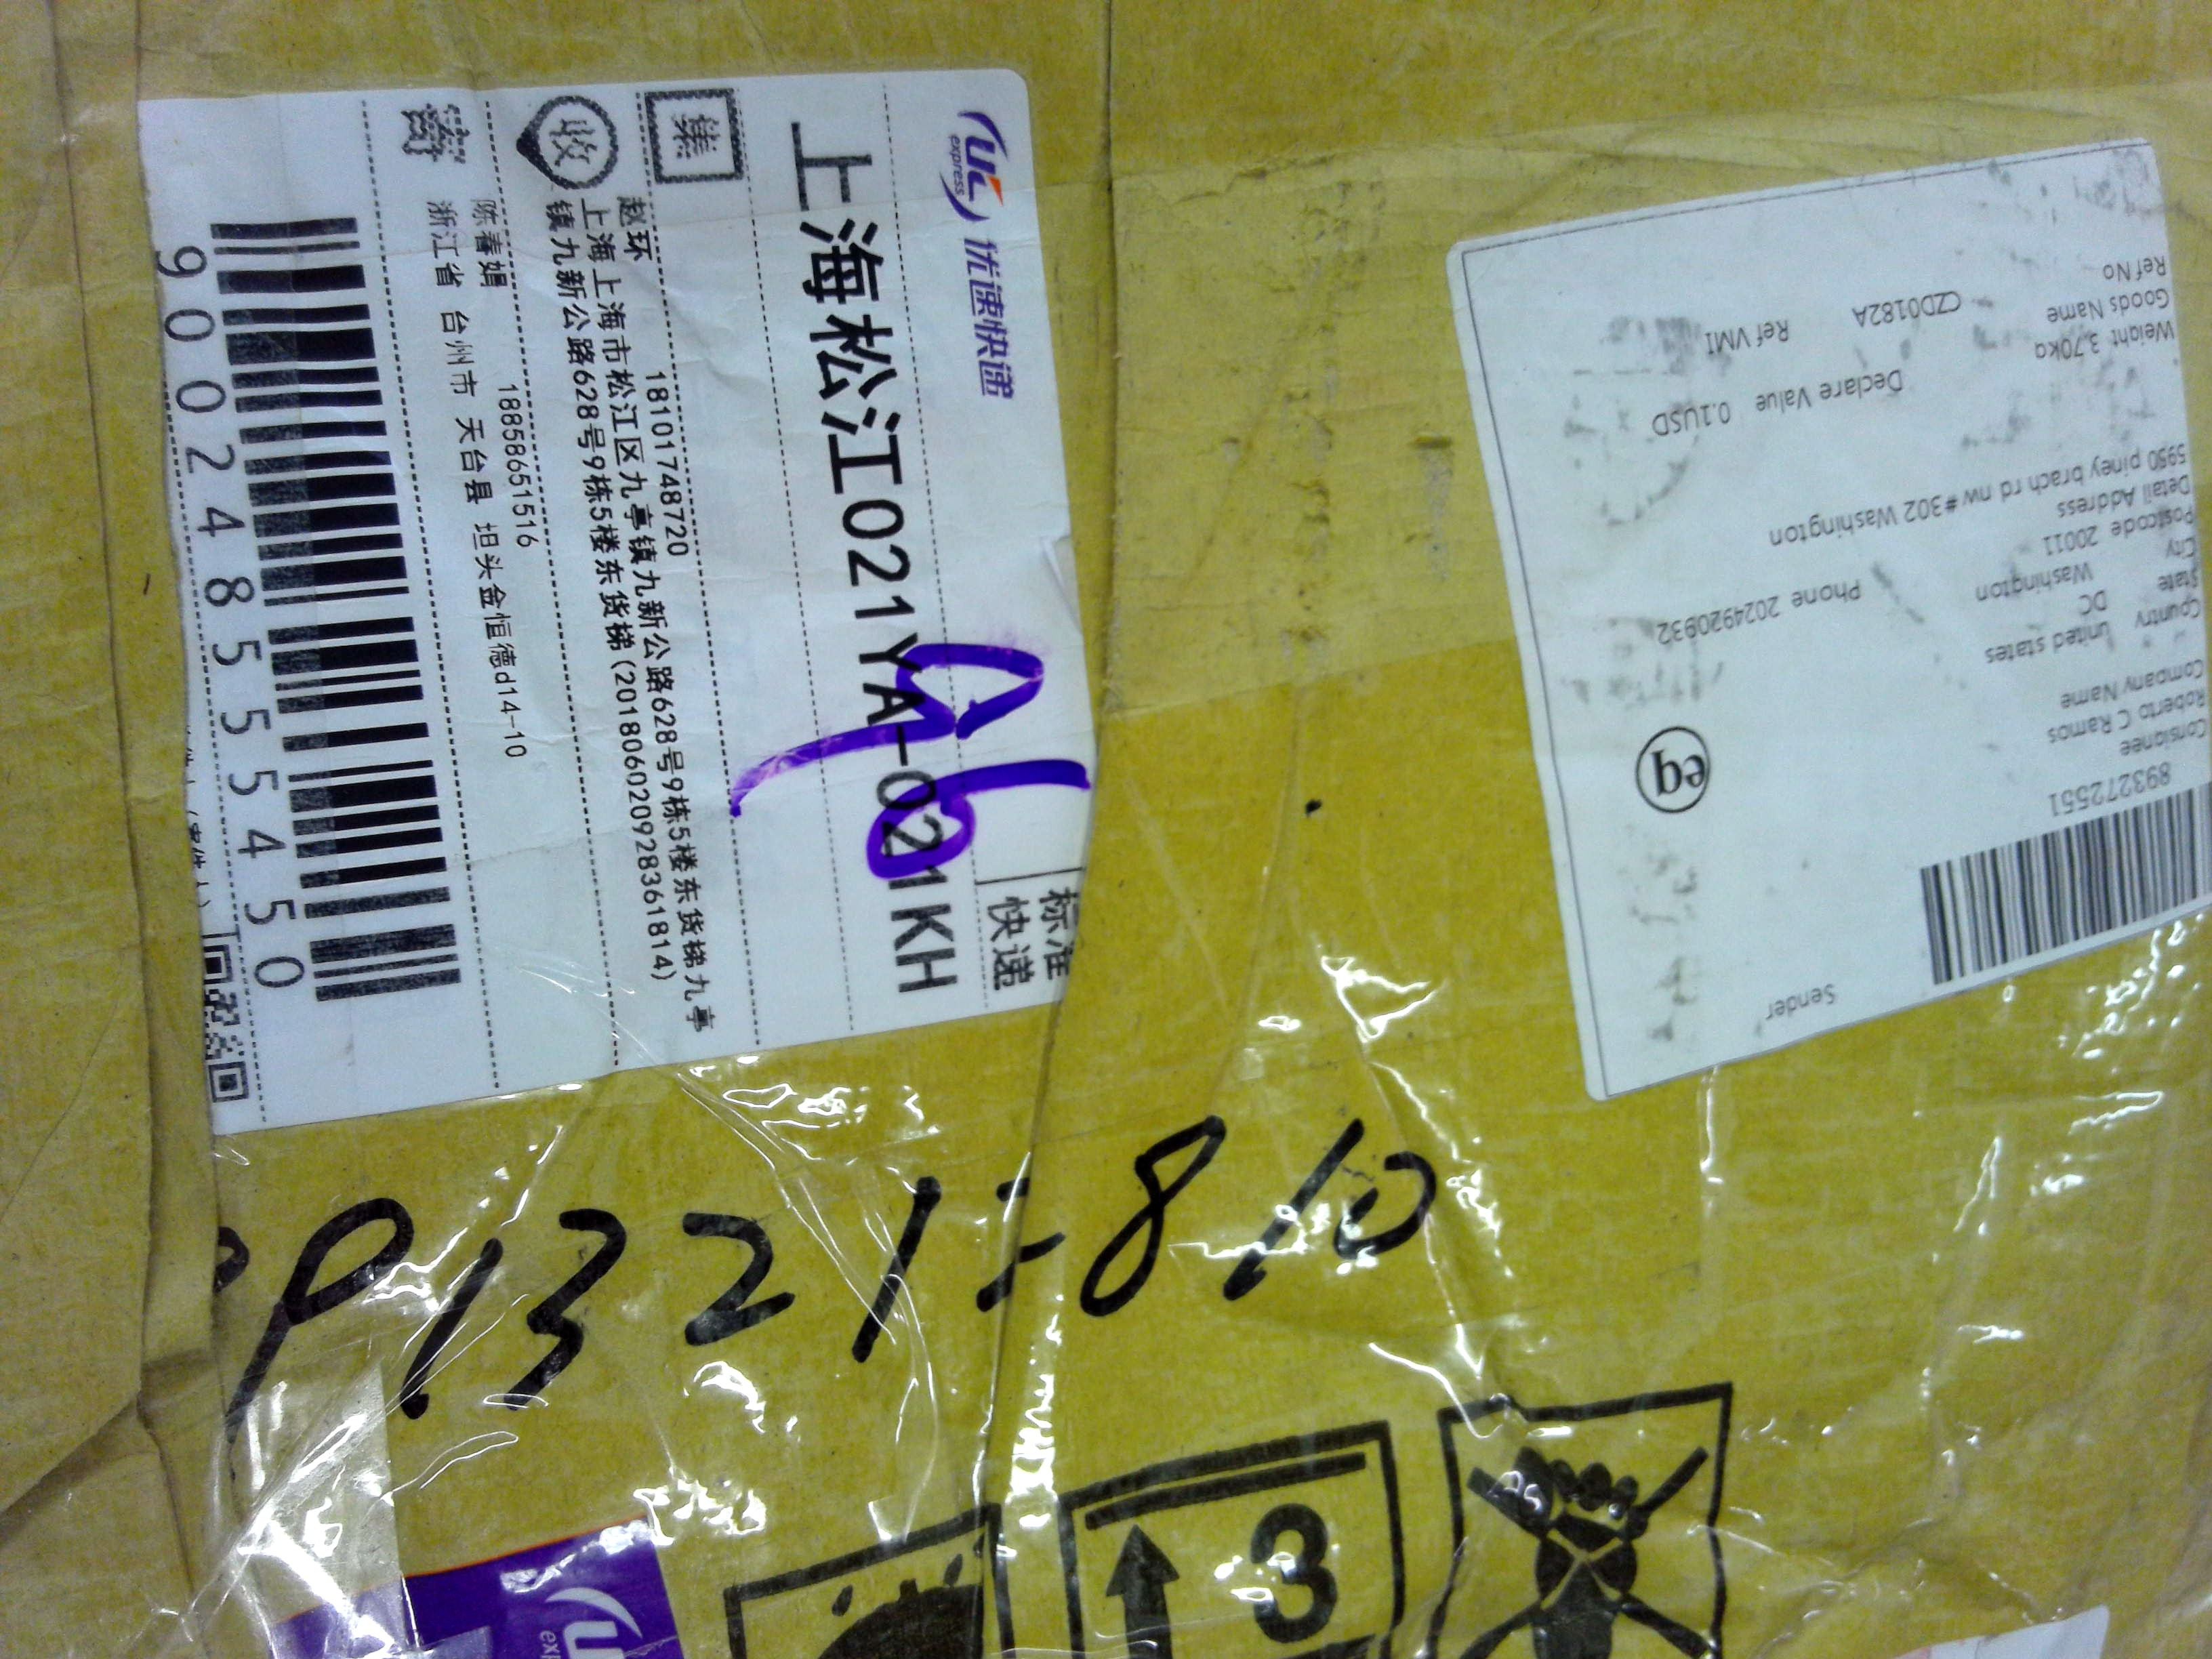 express
优速快递
标准
快递
上海松江021YA-021KH
集
收
赵环 18101748720
上海上海市松江区九亭镇九新公路628号9栋5楼东货梯九亭
镇九新公路628号9栋5楼东货梯(2018060209283618​14)
寄
陈春娟 18858651516
浙江省 台州市 天台县 坦头金恒德d14-10
900248555450
Sender
893272551
Consignee
Roberto C Ramos
Company Name
Country united states
State DC
City Washington
Postcode 20011 Phone 2024920932
Detail Address
5950 piney brach rd nw #302 Washington
Weight 3.70kg Declare Value 0.1USD
Goods Name
Ref No CZD0182A Ref VMI
eq
3